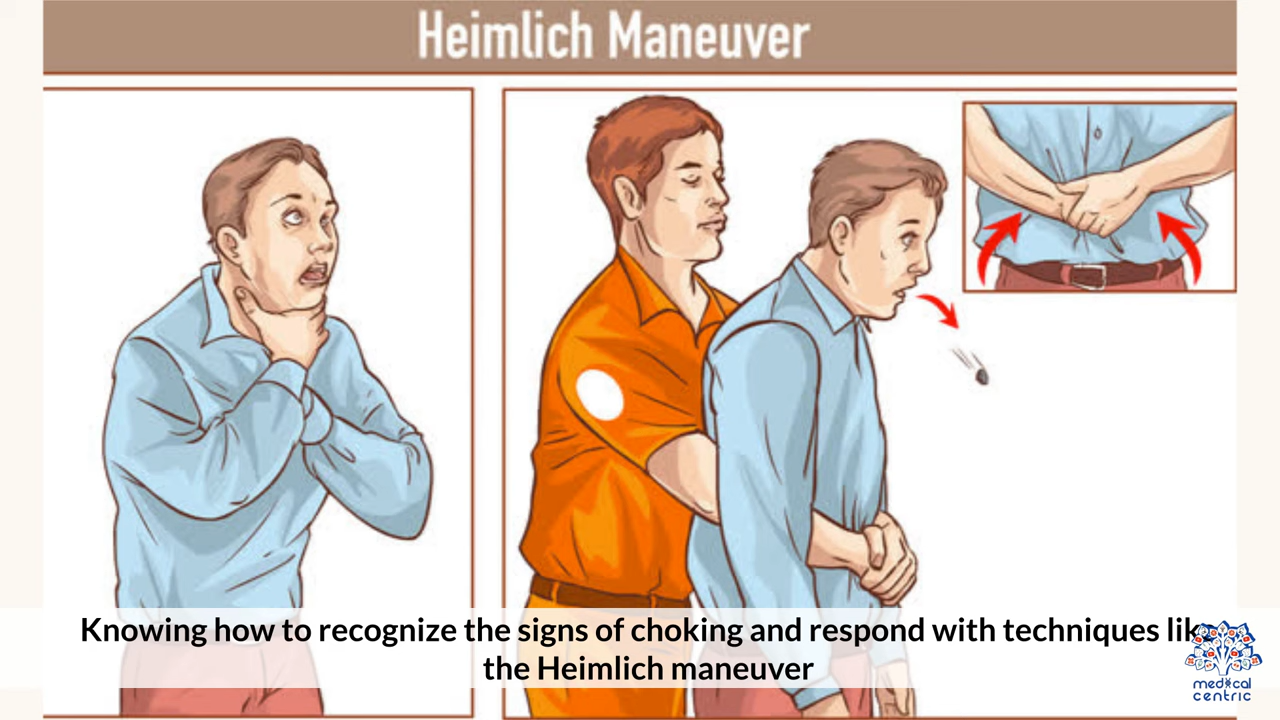 Heimlich Maneuver
Knowing how to recognize the signs of choking and respond with techniques like
the Heimlich maneuver
medical
centric